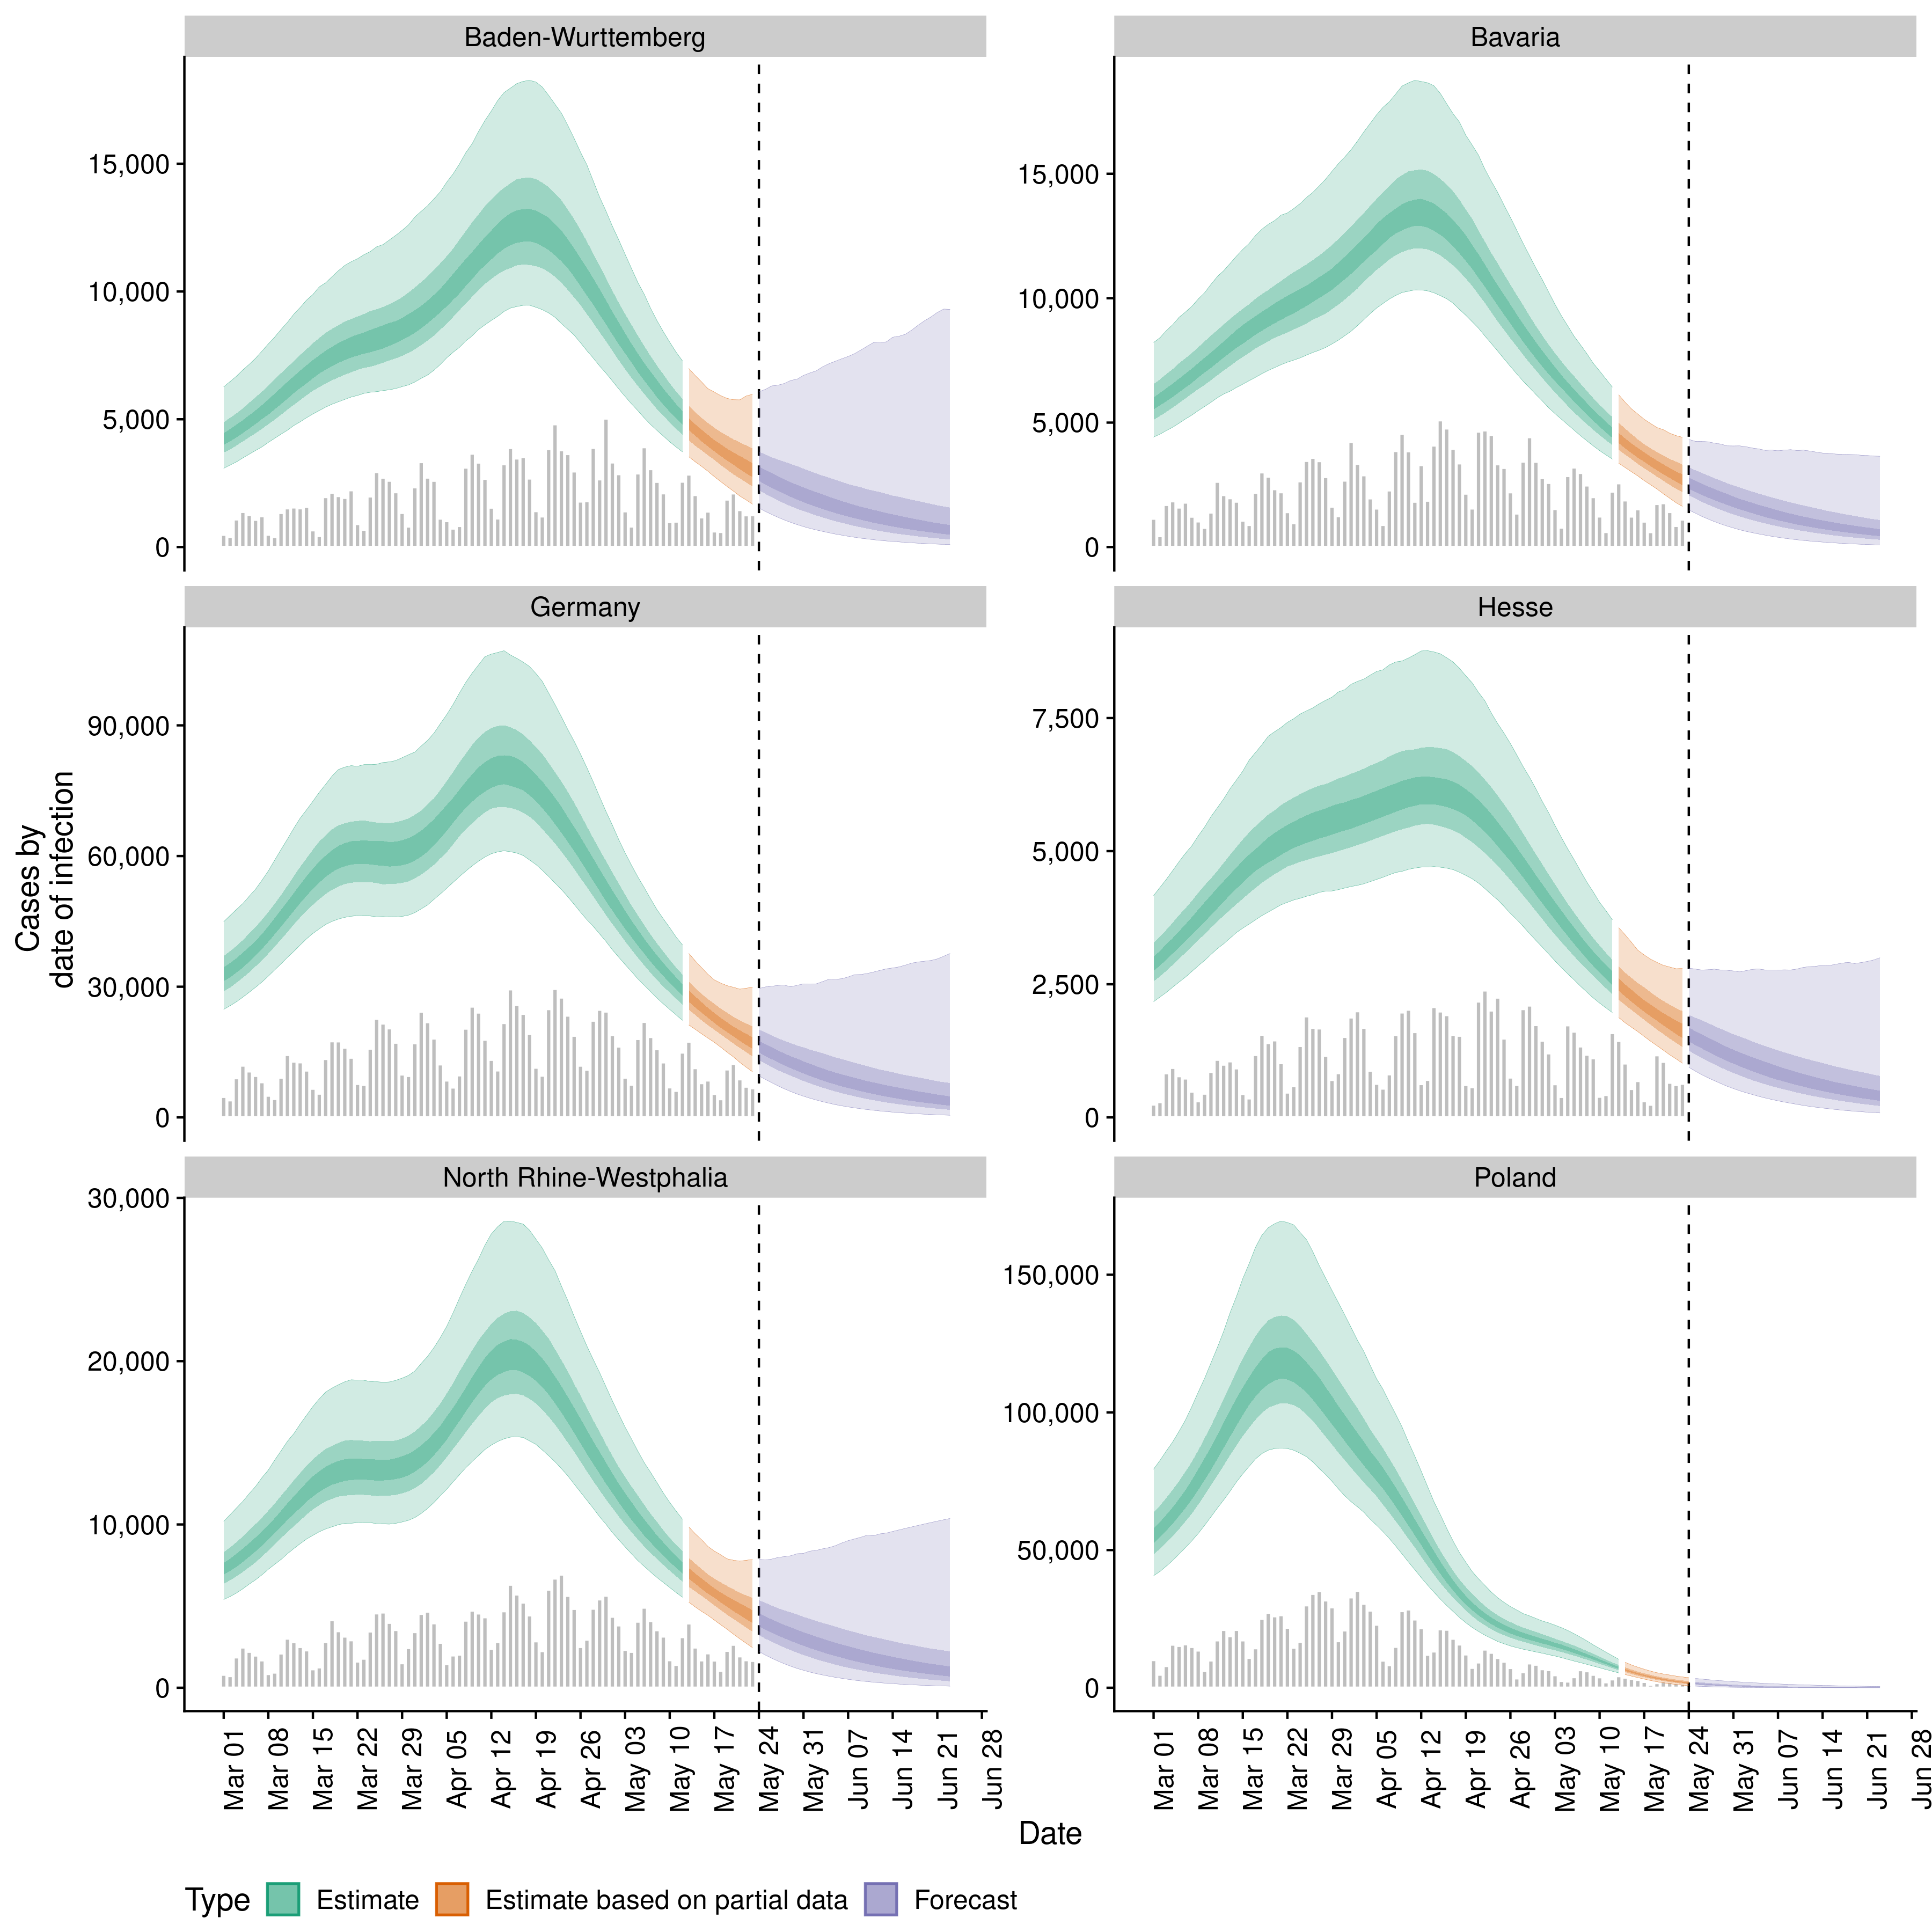 Baden-Wurttemberg
Bavaria
15,000
10,000
5,000
0
15,000
10,000
5,000
0
Germany
Hesse
90,000
60,000
30,000
0
7,500
5,000
2,500
0
Cases by
date of infection
North Rhine-Westphalia
Poland
30,000
20,000
10,000
0
150,000
100,000
50,000
0
Mar 01
Mar 08
Mar 15
Mar 22
Mar 29
Apr 05
Apr 12
Apr 19
Apr 26
May 03
May 10
May 17
May 24
May 31
Jun 07
Jun 14
Jun 21
Jun 28
Mar 01
Mar 08
Mar 15
Mar 22
Mar 29
Apr 05
Apr 12
Apr 19
Apr 26
May 03
May 10
May 17
May 24
May 31
Jun 07
Jun 14
Jun 21
Jun 28
Date
Type Estimate Estimate based on partial data Forecast